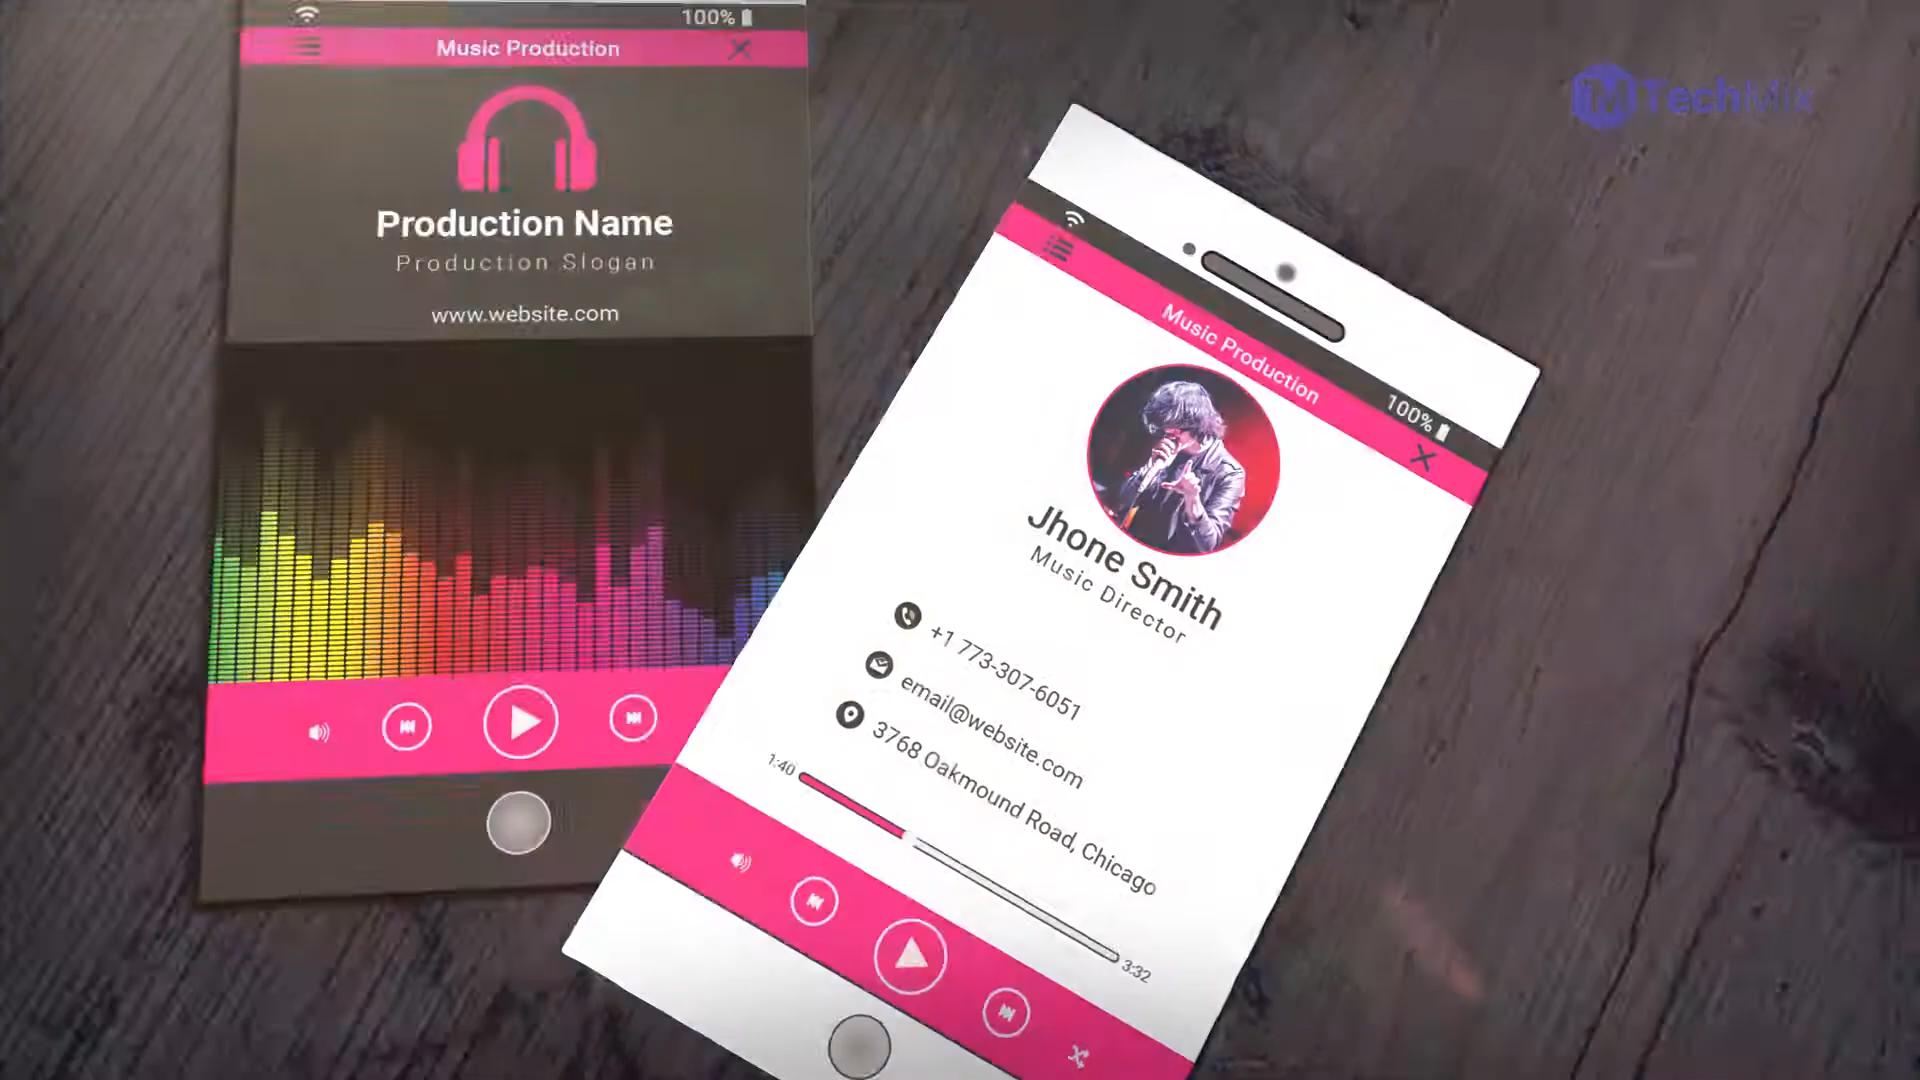 100%
Music Production
Production Name
Production Slogan
www.website.com
TechMix
Music Production
100%
Jhone Smith
Music Director
+1 773-307-6051
email@website.com
3768 Oakmound Road, Chicago
1:40
3:32